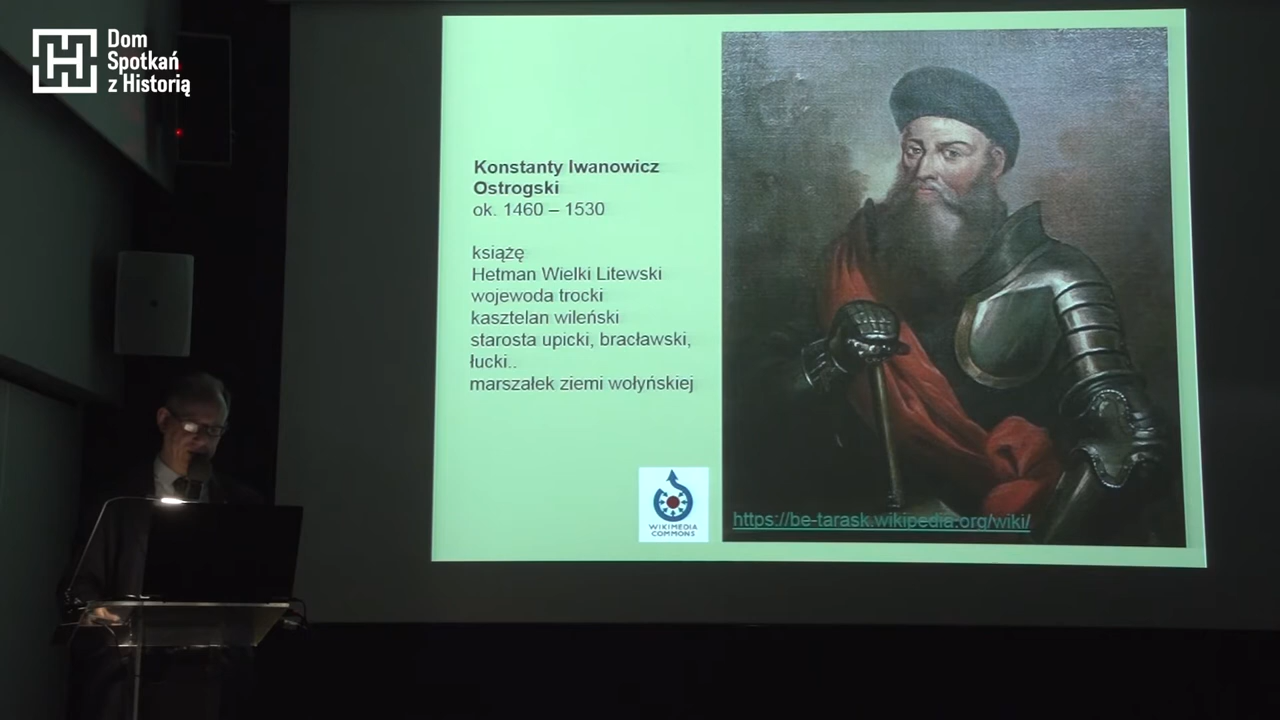 Dom
Spotkań
z Historią
Konstanty Iwanowicz
Ostrogski
ok. 1460 – 1530
książę
Hetman Wielki Litewski
wojewoda trocki
kasztelan wileński
starosta upicki, bracławski,
łucki..
marszałek ziemi wołyńskiej
WIKIMEDIA
COMMONS
https://be-tarask.wikipedia.org/wiki/